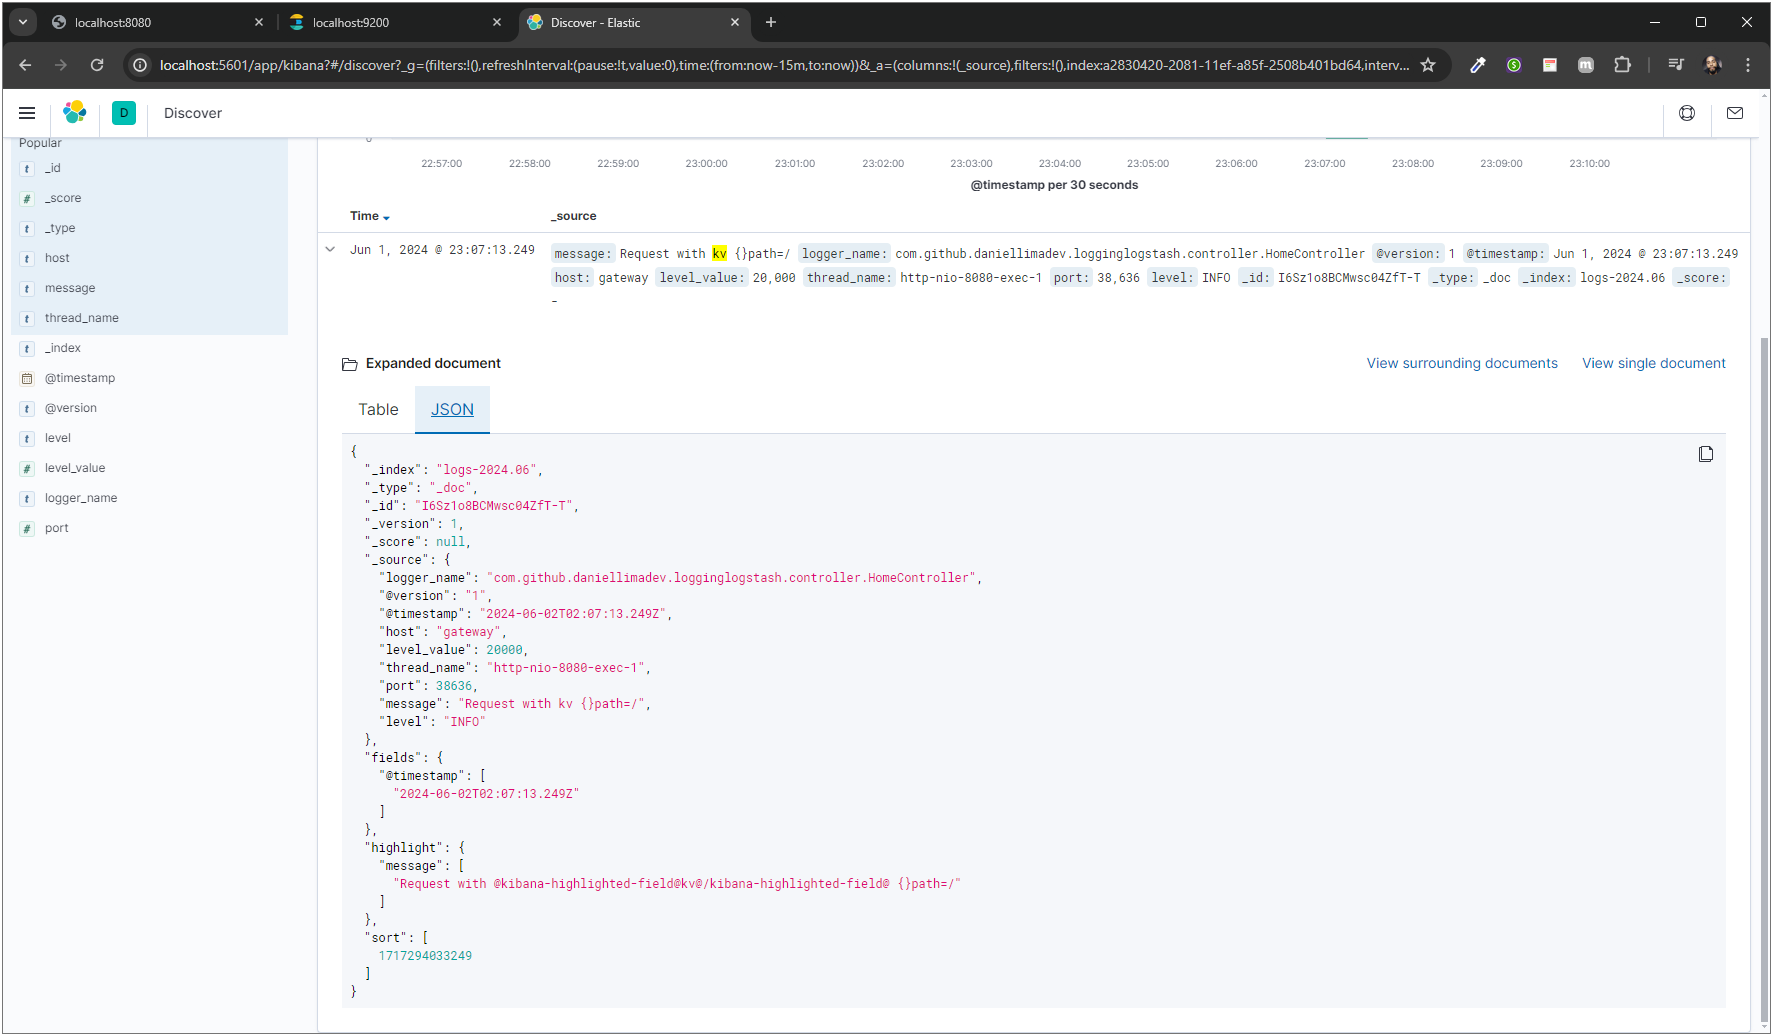 localhost:8080
localhost:9200
Discover - Elastic
localhost:5601/app/kibana?#/discover?_g=(filters:!(),refreshInterval:(pause:!t,value:0),time:(from:now-15m,to:now))&_a=(columns:!(_source),filters:!(),index:a2830420-2081-11ef-a85f-2508b401bd64,interv...
D
Discover
Popular
t _id
# _score
t _type
t host
t message
t thread_name
t _index
@timestamp
t @version
t level
# level_value
t logger_name
# port
0
22:57:00 22:58:00 22:59:00 23:00:00 23:01:00 23:02:00 23:03:00 23:04:00 23:05:00 23:06:00 23:07:00 23:08:00 23:09:00 23:10:00
@timestamp per 30 seconds
Time _source
Jun 1, 2024 @ 23:07:13.249 message: Request with kv {}path=/ logger_name: com.github.daniellimadev.logginglogstash.controller.HomeController @version: 1 @timestamp: Jun 1, 2024 @ 23:07:13.249
host: gateway level_value: 20,000 thread_name: http-nio-8080-exec-1 port: 38,636 level: INFO _id: I6Sz1o8BCMwsc04ZfT-T _type: _doc _index: logs-2024.06 _score:
-
Expanded document
View surrounding documents View single document
Table JSON
{
"_index": "logs-2024.06",
"_type": "_doc",
"_id": "I6Sz1o8BCMwsc04ZfT-T",
"_version": 1,
"_score": null,
"_source": {
"logger_name": "com.github.daniellimadev.logginglogstash.controller.HomeController",
"@version": "1",
"@timestamp": "2024-06-02T02:07:13.249Z",
"host": "gateway",
"level_value": 20000,
"thread_name": "http-nio-8080-exec-1",
"port": 38636,
"message": "Request with kv {}path=/",
"level": "INFO"
},
"fields": {
"@timestamp": [
"2024-06-02T02:07:13.249Z"
]
},
"highlight": {
"message": [
"Request with @kibana-highlighted-field@kv@/kibana-highlighted-field@ {}path=/"
]
},
"sort": [
1717294033249
]
}